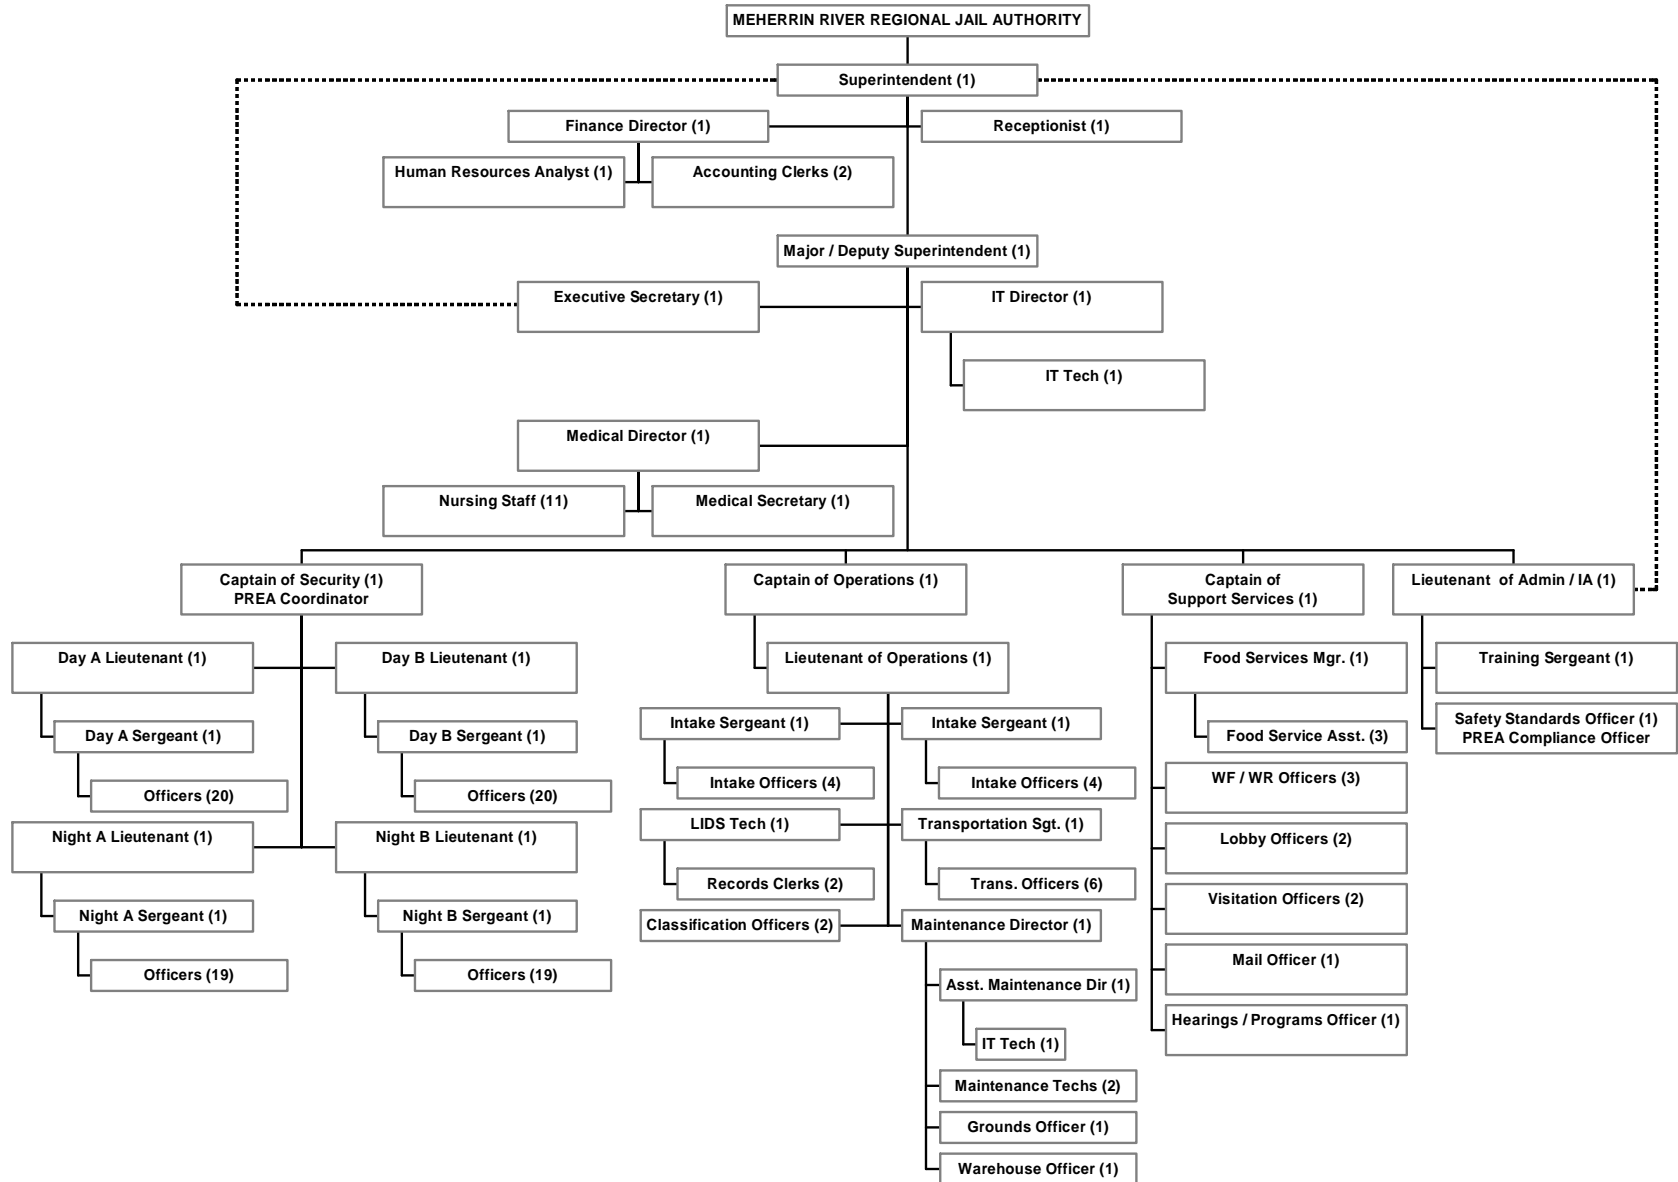 MEHERRIN RIVER REGIONAL JAIL AUTHORITY
Superintendent (1)
Finance Director (1)
Receptionist (1)
Human Resources Analyst (1)
Accounting Clerks (2)
Major / Deputy Superintendent (1)
Executive Secretary (1)
IT Director (1)
IT Tech (1)
Medical Director (1)
Nursing Staff (11)
Medical Secretary (1)
Captain of Security (1)
PREA Coordinator
Captain of Operations (1)
Captain of
Support Services (1)
Lieutenant of Admin / IA (1)
Day A Lieutenant (1)
Day B Lieutenant (1)
Day A Sergeant (1)
Day B Sergeant (1)
Officers (20)
Officers (20)
Night A Lieutenant (1)
Night B Lieutenant (1)
Night A Sergeant (1)
Night B Sergeant (1)
Officers (19)
Officers (19)
Lieutenant of Operations (1)
Intake Sergeant (1)
Intake Sergeant (1)
Intake Officers (4)
Intake Officers (4)
LIDS Tech (1)
Transportation Sgt. (1)
Records Clerks (2)
Trans. Officers (6)
Classification Officers (2)
Maintenance Director (1)
Asst. Maintenance Dir (1)
IT Tech (1)
Maintenance Techs (2)
Grounds Officer (1)
Warehouse Officer (1)
Food Services Mgr. (1)
Food Service Asst. (3)
WF / WR Officers (3)
Lobby Officers (2)
Visitation Officers (2)
Mail Officer (1)
Hearings / Programs Officer (1)
Training Sergeant (1)
Safety Standards Officer (1)
PREA Compliance Officer